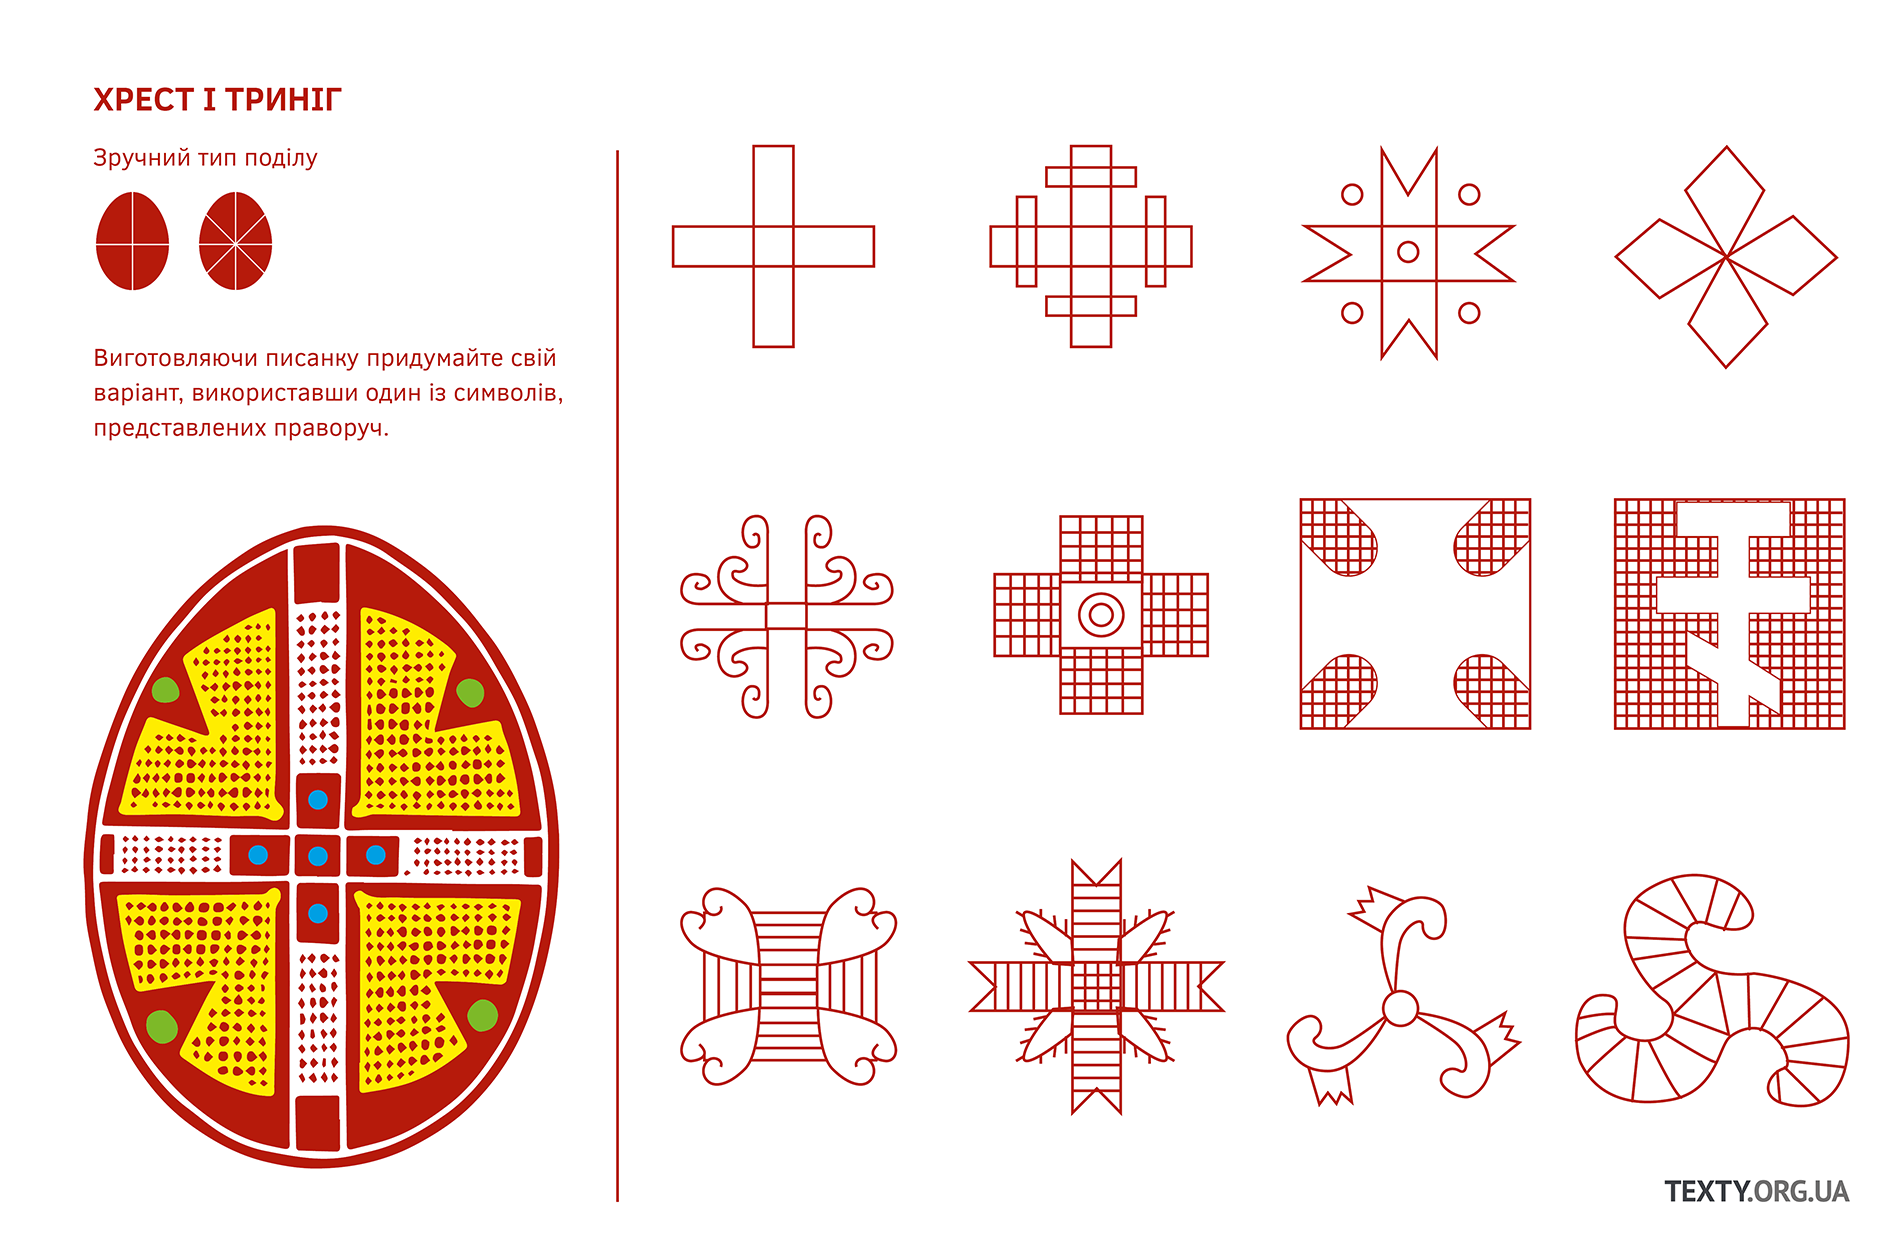 ХРЕСТ І ТРИНІГ
Зручний тип поділу
Виготовляючи писанку придумайте свій
варіант, використавши один із символів,
представлених праворуч.
TEXTY.ORG.UA